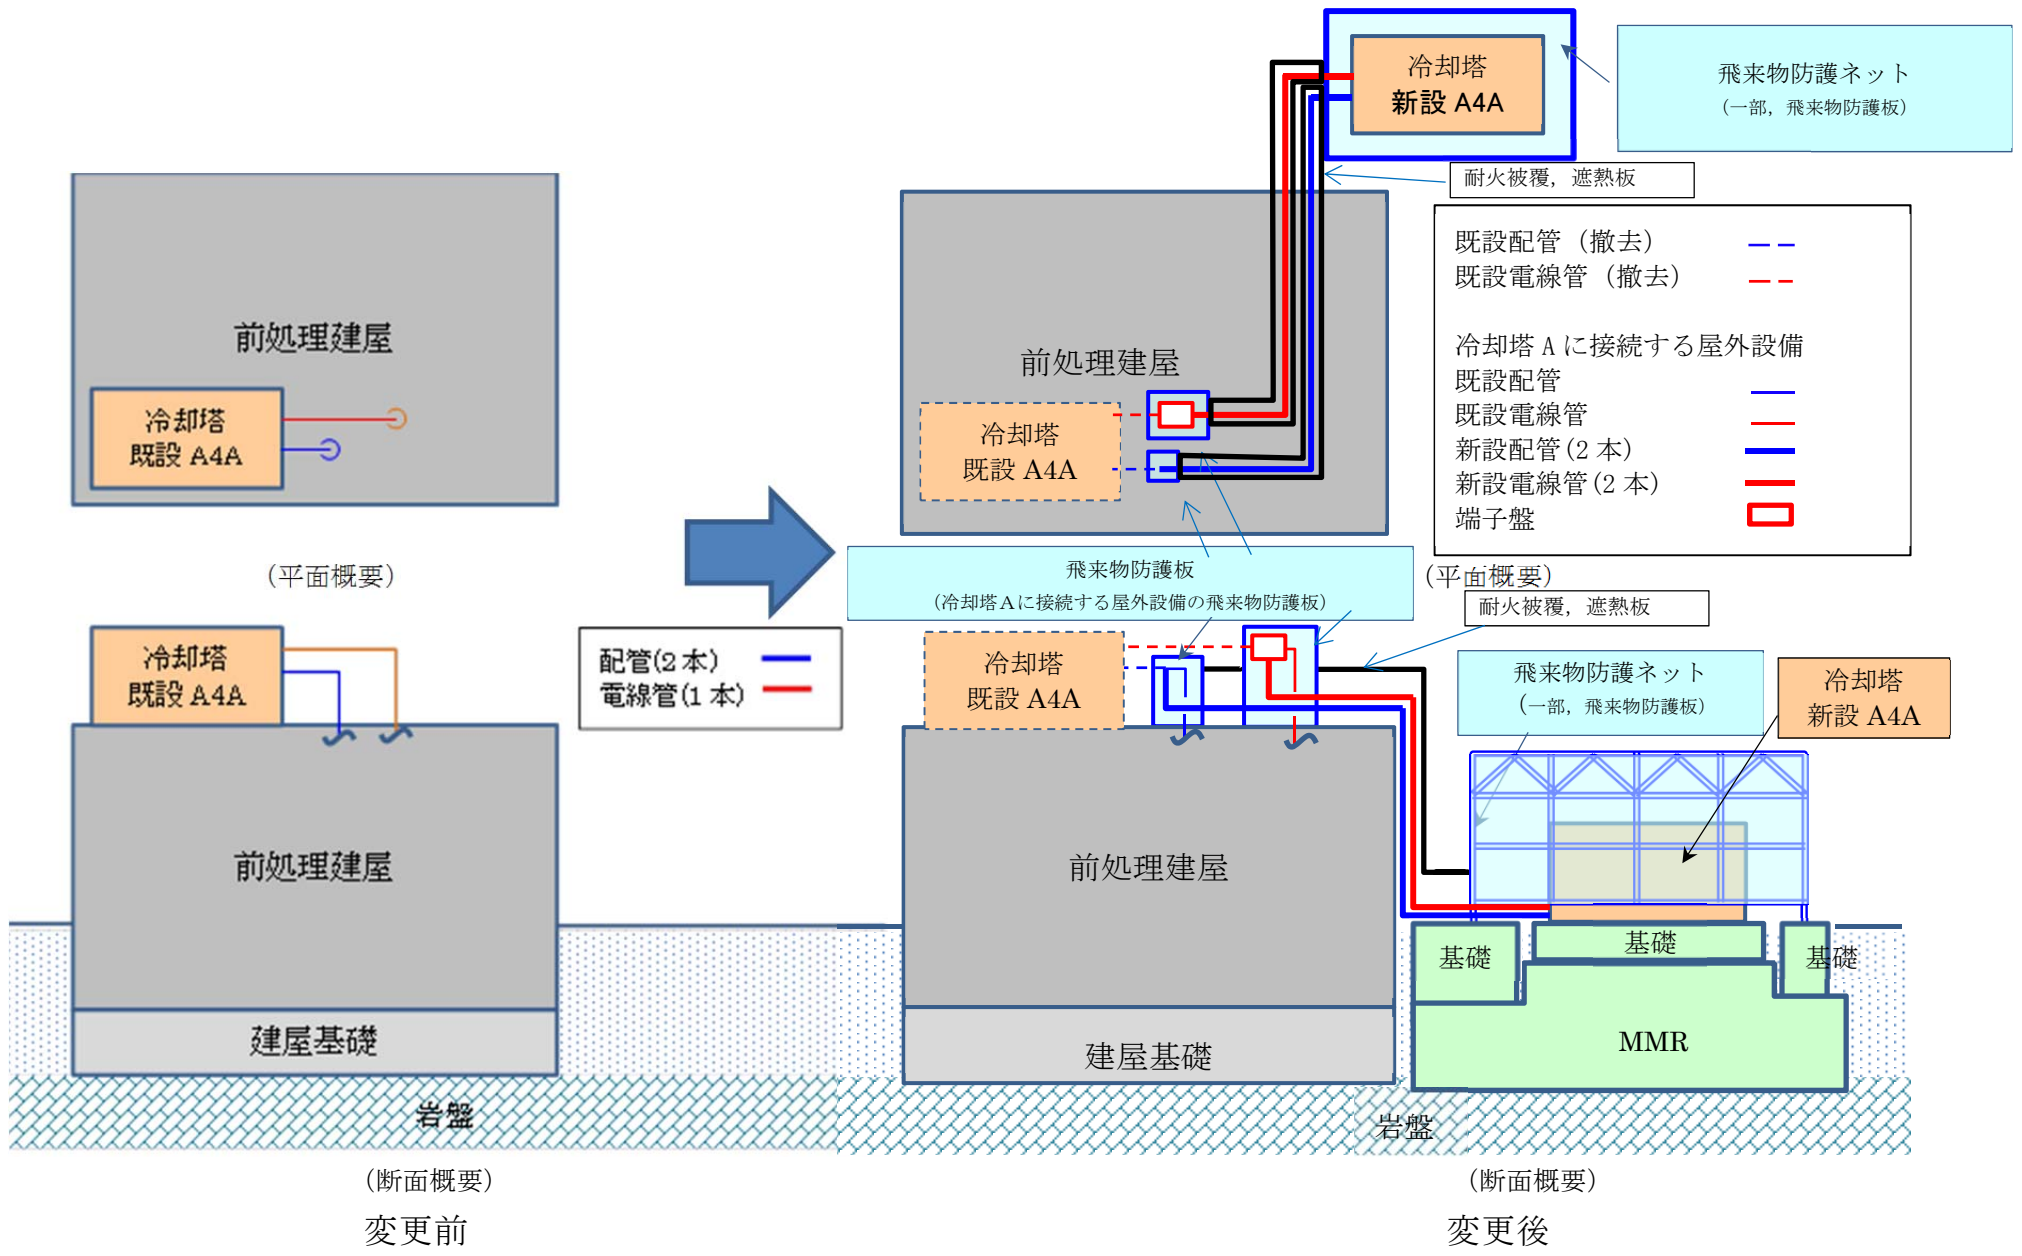 前処理建屋
冷却塔
既設 A4A
(平面概要)
冷却塔
既設 A4A
前処理建屋
建屋基礎
岩盤
(断面概要)
変更前
配管(2 本)
電線管(1 本)
冷却塔
新設 A4A
飛来物防護ネット
(一部，飛来物防護板)
耐火被覆，遮熱板
前処理建屋
冷却塔
既設 A4A
既設配管 (撤去)
既設電線管 (撤去)
冷却塔 A に接続する屋外設備
既設配管
既設電線管
新設配管(2 本)
新設電線管(2 本)
端子盤
飛来物防護板
(冷却塔Ａに接続する屋外設備の飛来物防護板)
(平面概要)
耐火被覆，遮熱板
冷却塔
既設 A4A
飛来物防護ネット
(一部，飛来物防護板)
冷却塔
新設 A4A
前処理建屋
基礎
基礎
基礎
建屋基礎
MMR
岩盤
(断面概要)
変更後